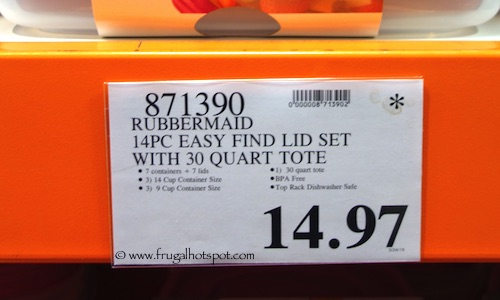 871390
0000008713902
*
RUBBERMAID
14PC EASY FIND LID SET
WITH 30 QUART TOTE
• 7 containers + 7 lids
• 3) 14 Cup Container Size
• 3) 9 Cup Container Size
• 1) 30 quart tote
• BPA Free
• Top Rack Dishwasher Safe
14.97
© www.frugalhotspot.com